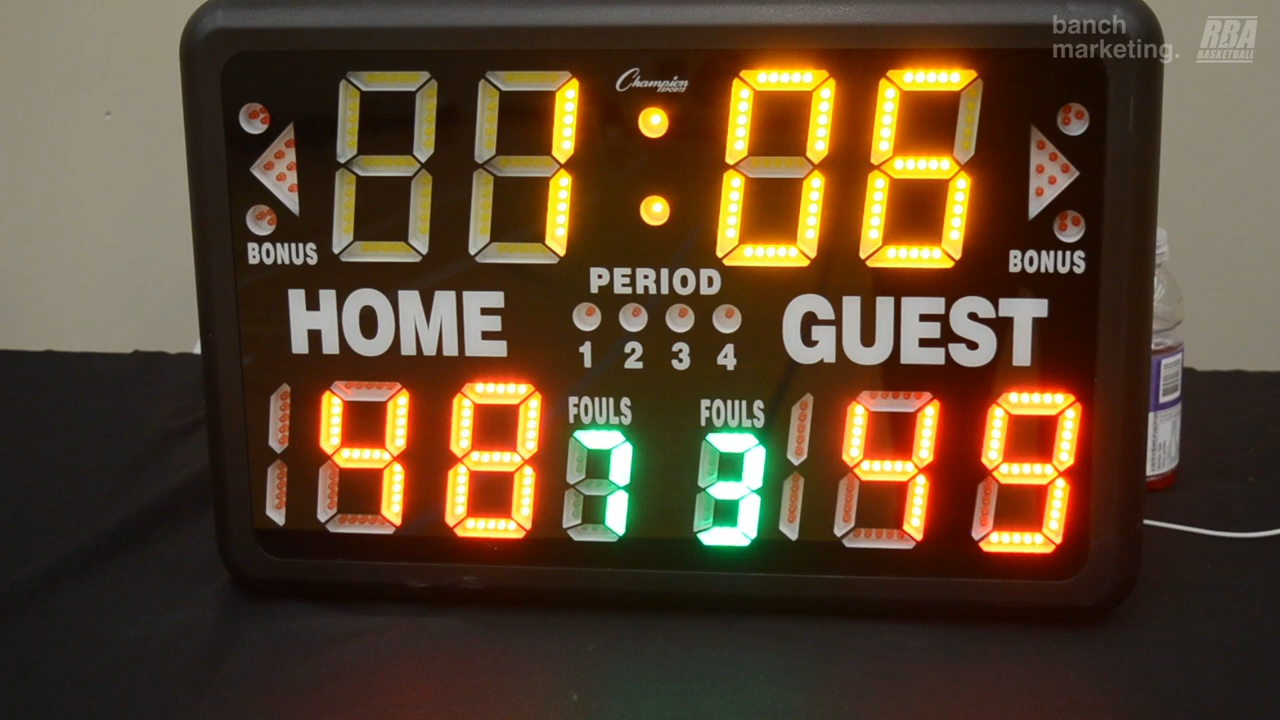 banch
marketing.
RBA
BASKETBALL
Champion
SPORTS
1:06
BONUS
BONUS
PERIOD
HOME
GUEST
1 2 3 4
FOULS
FOULS
48
7
3
49